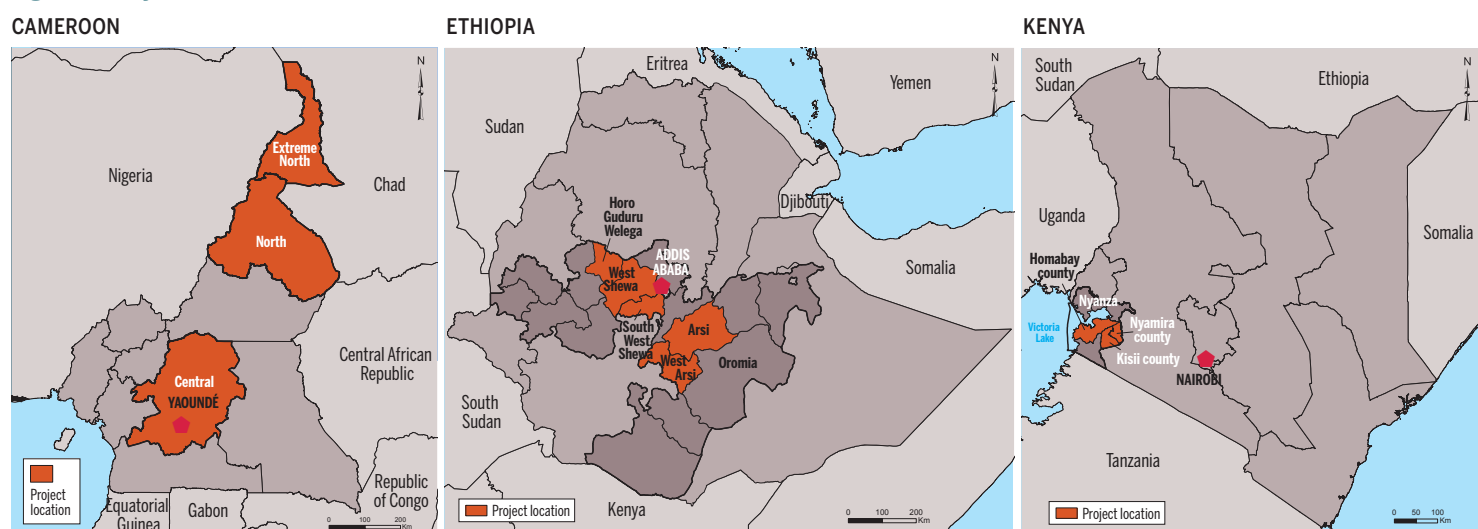 CAMEROON
N
Extreme
North
Nigeria
Chad
North
Central African
Republic
Central
YAOUNDÉ
Project
location
Equatorial
Guinea
Gabon
Republic
of Congo
0 100 200
Km
ETHIOPIA
N
Eritrea
Yemen
Sudan
Djibouti
Horo
Guduru
Welega
ADDIS
ABABA
West
Shewa
Somalia
JSouth
West
Shewa
Arsi
West
Arsi
Oromia
South
Sudan
Project location
Kenya
0 100 200
Km
KENYA
N
South
Sudan
Ethiopia
Uganda
Somalia
Homabay
county
Nyanza
Victoria
Lake
Nyamira
county
Kisii county
NAIROBI
Tanzania
Project location
0 50 100
Km